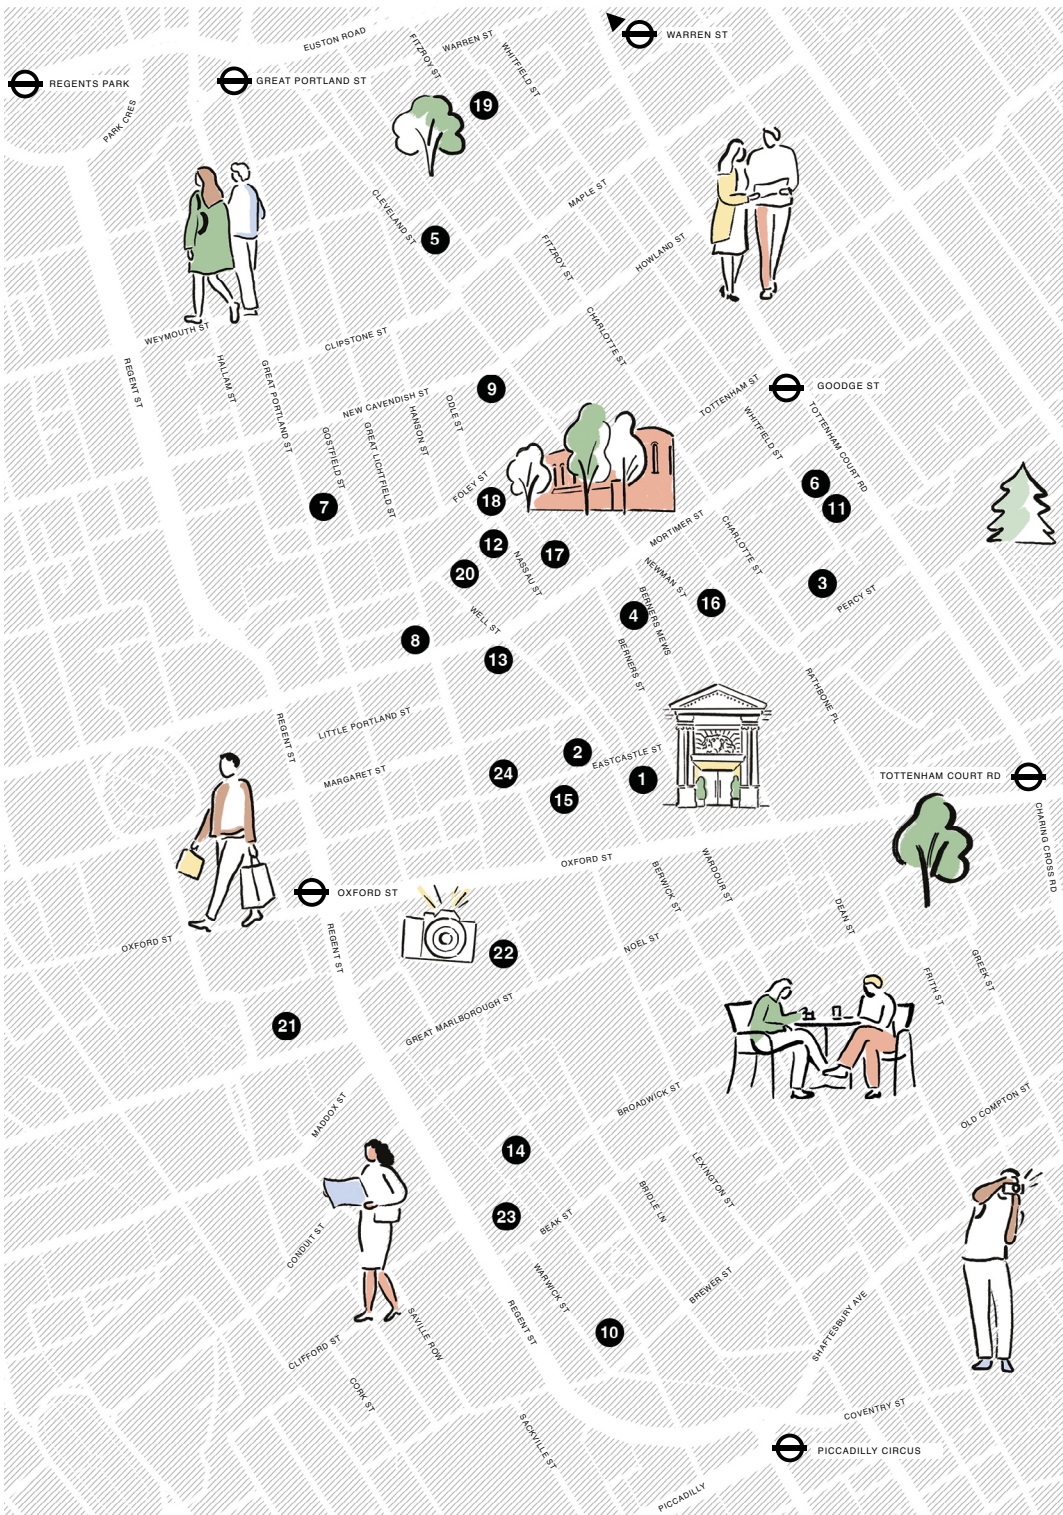 EUSTON ROAD
FITZROY ST
WARREN ST
WHITFIELD ST
WARREN ST
REGENTS PARK
GREAT PORTLAND ST
PARK CRES
19
CLEVELAND ST
MAPLE ST
5
FITZROY ST
HOWLAND ST
WEYMOUTH ST
CLIPSTONE ST
CHARLOTTE ST
REGENT ST
HALLAM ST
GREAT PORTLAND ST
9
NEW CAVENDISH ST
ODLE ST
HANSON ST
TOTTENHAM ST
GOODGE ST
WHITFIELD ST
TOTTENHAM COURT RD
GOSTFIELD ST
GREAT LICHTFIELD ST
FOLEY ST
6
7
18
11
MORTIMER ST
CHARLOTTE ST
12
17
20
NASSAU ST
NEWMAN ST
3
PERCY ST
16
4
BERNERS MEWS
WELL ST
8
13
BERNERS ST
RATHBONE PL
LITTLE PORTLAND ST
REGENT ST
2
EASTCASTLE ST
MARGARET ST
24
1
TOTTENHAM COURT RD
15
CHARING CROSS RD
OXFORD ST
BERWICK ST
WARDOUR ST
OXFORD ST
DEAN ST
OXFORD ST
REGENT ST
22
NOEL ST
GREEK ST
FRITH ST
21
GREAT MARLBOROUGH ST
MADDOX ST
BROADWICK ST
OLD COMPTON ST
14
LEXINGTON ST
BRIDLE LN
23
BEAK ST
CONDUIT ST
WARWICK ST
BREWER ST
REGENT ST
10
SHAFTESBURY AVE
SAVILLE ROW
CLIFFORD ST
CORK ST
COVENTRY ST
SACKVILLE ST
PICCADILLY CIRCUS
PICCADILLY